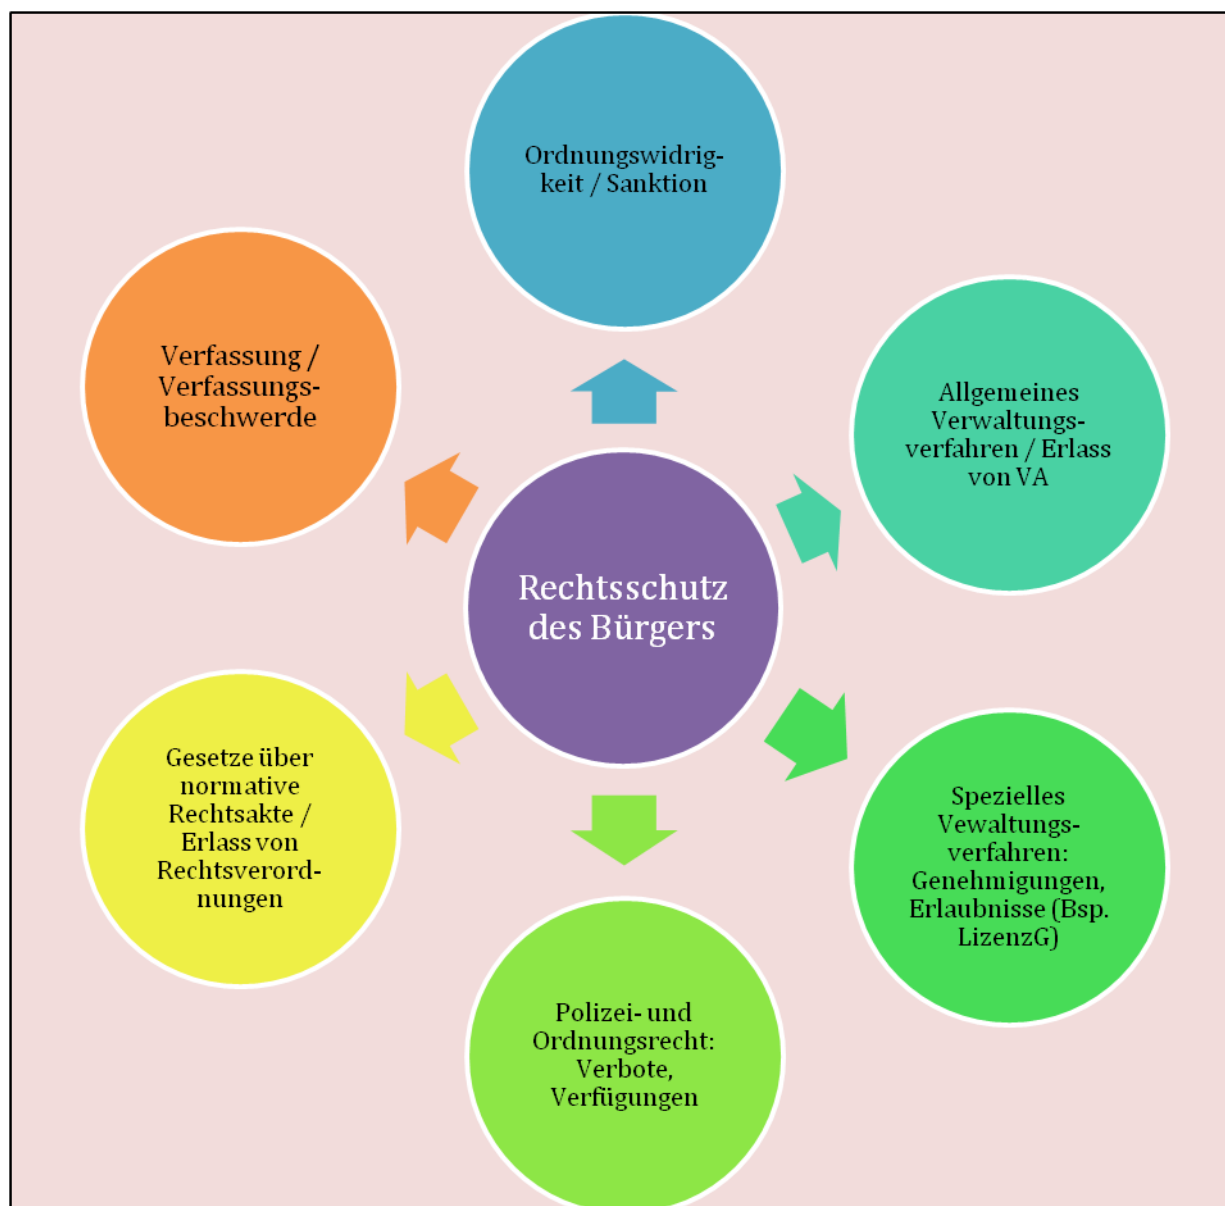 Ordnungswidrig-
keit / Sanktion
Verfassung /
Verfassungs-
beschwerde
Allgemeines
Verwaltungs-
verfahren / Erlass
von VA
Rechtsschutz
des Bürgers
Gesetze über
normative
Rechtsakte /
Erlass von
Rechtsverord-
nungen
Spezielles
Vewaltungs-
verfahren:
Genehmigungen,
Erlaubnisse (Bsp.
LizenzG)
Polizei- und
Ordnungsrecht:
Verbote,
Verfügungen